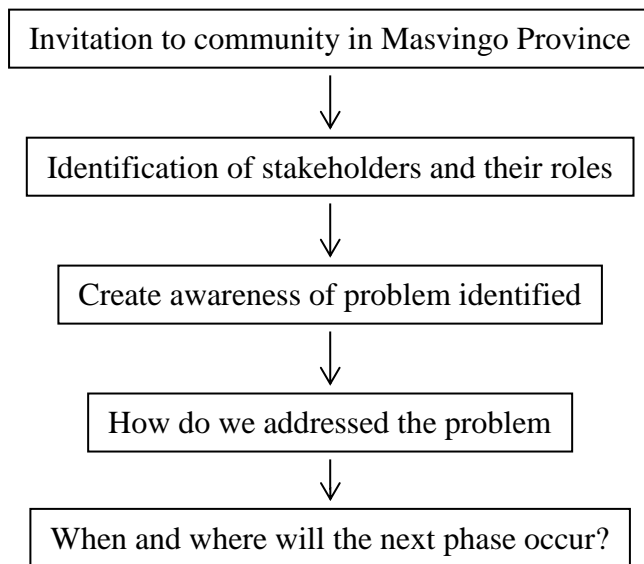 Invitation to community in Masvingo Province
Identification of stakeholders and their roles
Create awareness of problem identified
How do we addressed the problem
When and where will the next phase occur?